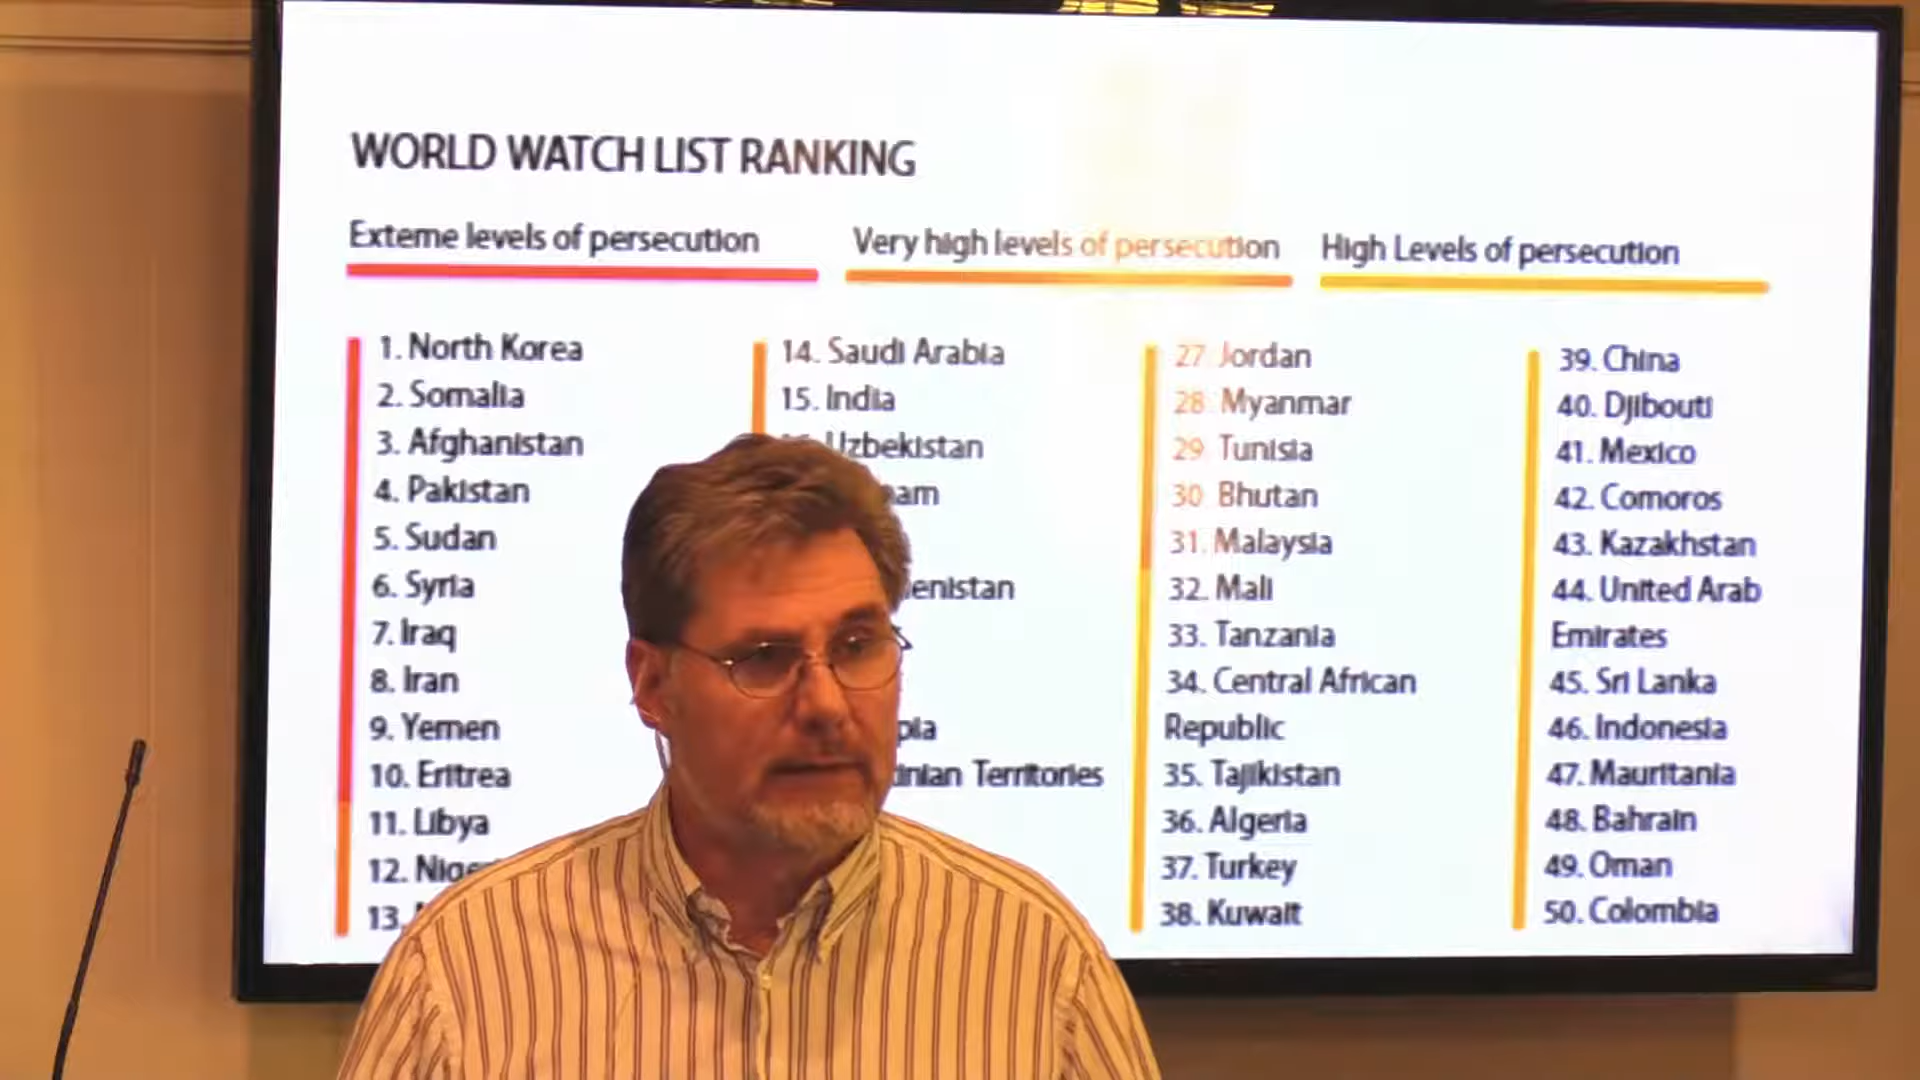 WORLD WATCH LIST RANKING
Exteme levels of persecution
Very high levels of persecution
High Levels of persecution
1. North Korea
2. Somalia
3. Afghanistan
4. Pakistan
5. Sudan
6. Syria
7. Iraq
8. Iran
9. Yemen
10. Eritrea
11. Libya
12.
13.
14. Saudi Arabia
15. India
Uzbekistan
Territories
27 Jordan
28 Myanmar
29 Tunisia
30 Bhutan
31. Malaysia
32. Mali
33. Tanzania
34. Central African
Republic
35. Tajikistan
36. Algeria
37. Turkey
38. Kuwait
39. China
40. Djibouti
41. Mexico
42. Comoros
43. Kazakhstan
44. United Arab
Emirates
45. Sri Lanka
46. Indonesia
47. Mauritania
48. Bahrain
49. Oman
50. Colombia